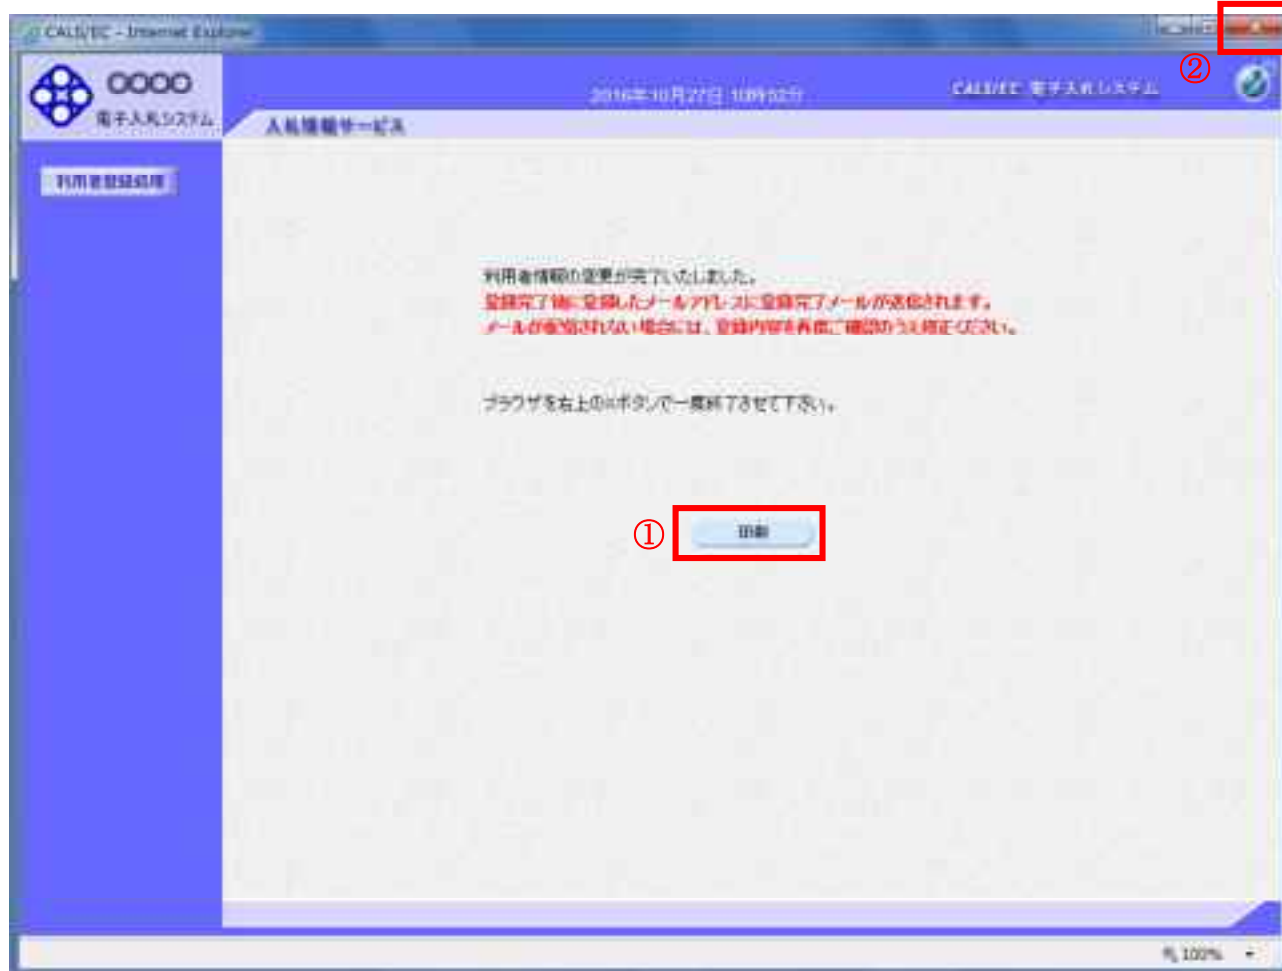 CALS/EC - Internet Explorer
②
○○○○
電子入札システム
2016年10月27日 10時52分
CALS/EC 電子入札システム
入札情報サービス
利用者登録処理
利用者情報の変更が完了いたしました。
登録完了後に登録したメールアドレスに登録完了メールが送信されます。
メールが配信されない場合には、登録内容を再度ご確認のうえ修正ください。
ブラウザを右上の×ボタンで一度終了させて下さい。
①
印刷
100%